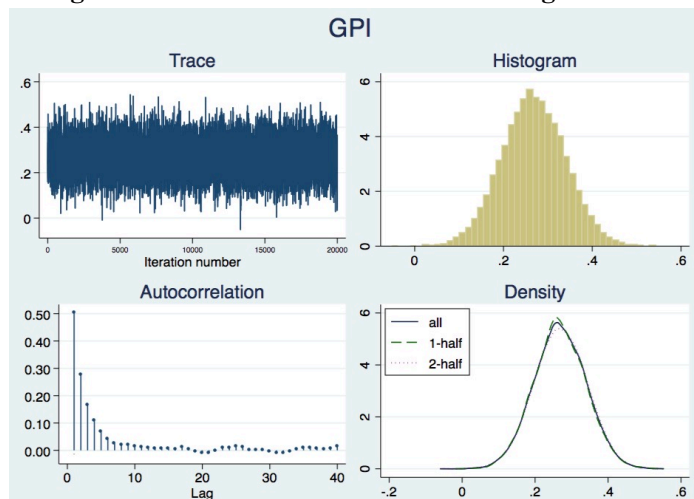 GPI
Trace
.6
.4
.2
0
0 5000 10000 15000 20000
Iteration number
Histogram
6
4
2
0
0 .2 .4 .6
Autocorrelation
0.50
0.40
0.30
0.20
0.10
0.00
0 10 20 30 40
Lag
Density
all
1-half
2-half
6
4
2
0
-.2 0 .2 .4 .6